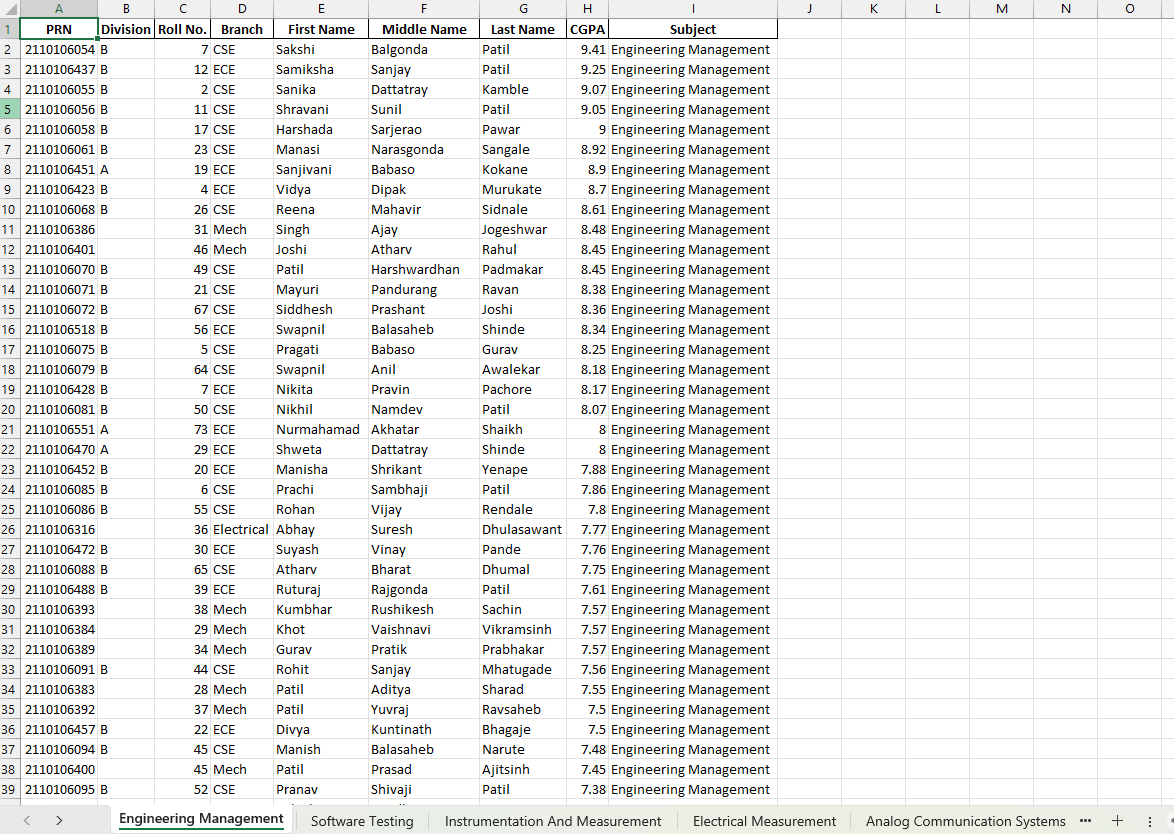 A B C D E F G H I J K L M N O
1 PRN Division Roll No. Branch First Name Middle Name Last Name CGPA Subject
2 2110106054 B 7 CSE Sakshi Balgonda Patil 9.41 Engineering Management
3 2110106437 B 12 ECE Samiksha Sanjay Patil 9.25 Engineering Management
4 2110106055 B 2 CSE Sanika Dattatray Kamble 9.07 Engineering Management
5 2110106056 B 11 CSE Shravani Sunil Patil 9.05 Engineering Management
6 2110106058 B 17 CSE Harshada Sarjerao Pawar 9 Engineering Management
7 2110106061 B 23 CSE Manasi Narasgonda Sangale 8.92 Engineering Management
8 2110106451 A 19 ECE Sanjivani Babaso Kokane 8.9 Engineering Management
9 2110106423 B 4 ECE Vidya Dipak Murukate 8.7 Engineering Management
10 2110106068 B 26 CSE Reena Mahavir Sidnale 8.61 Engineering Management
11 2110106386 31 Mech Singh Ajay Jogeshwar 8.48 Engineering Management
12 2110106401 46 Mech Joshi Atharv Rahul 8.45 Engineering Management
13 2110106070 B 49 CSE Patil Harshwardhan Padmakar 8.45 Engineering Management
14 2110106071 B 21 CSE Mayuri Pandurang Ravan 8.38 Engineering Management
15 2110106072 B 67 CSE Siddhesh Prashant Joshi 8.36 Engineering Management
16 2110106518 B 56 ECE Swapnil Balasaheb Shinde 8.34 Engineering Management
17 2110106075 B 5 CSE Pragati Babaso Gurav 8.25 Engineering Management
18 2110106079 B 64 CSE Swapnil Anil Awalekar 8.18 Engineering Management
19 2110106428 B 7 ECE Nikita Pravin Pachore 8.17 Engineering Management
20 2110106081 B 50 CSE Nikhil Namdev Patil 8.07 Engineering Management
21 2110106551 A 73 ECE Nurmahamad Akhatar Shaikh 8 Engineering Management
22 2110106470 A 29 ECE Shweta Dattatray Shinde 8 Engineering Management
23 2110106452 B 20 ECE Manisha Shrikant Yenape 7.88 Engineering Management
24 2110106085 B 6 CSE Prachi Sambhaji Patil 7.86 Engineering Management
25 2110106086 B 55 CSE Rohan Vijay Rendale 7.8 Engineering Management
26 2110106316 36 Electrical Abhay Suresh Dhulasawant 7.77 Engineering Management
27 2110106472 B 30 ECE Suyash Vinay Pande 7.76 Engineering Management
28 2110106088 B 65 CSE Atharv Bharat Dhumal 7.75 Engineering Management
29 2110106488 B 39 ECE Ruturaj Rajgonda Patil 7.61 Engineering Management
30 2110106393 38 Mech Kumbhar Rushikesh Sachin 7.57 Engineering Management
31 2110106384 29 Mech Khot Vaishnavi Vikramsinh 7.57 Engineering Management
32 2110106389 34 Mech Gurav Pratik Prabhakar 7.57 Engineering Management
33 2110106091 B 44 CSE Rohit Sanjay Mhatugade 7.56 Engineering Management
34 2110106383 28 Mech Patil Aditya Sharad 7.55 Engineering Management
35 2110106392 37 Mech Patil Yuvraj Ravsaheb 7.5 Engineering Management
36 2110106457 B 22 ECE Divya Kuntinath Bhagaje 7.5 Engineering Management
37 2110106094 B 45 CSE Manish Balasaheb Narute 7.48 Engineering Management
38 2110106400 45 Mech Patil Prasad Ajitsinh 7.45 Engineering Management
39 2110106095 B 52 CSE Pranav Shivaji Patil 7.38 Engineering Management
Engineering Management Software Testing Instrumentation And Measurement Electrical Measurement Analog Communication Systems